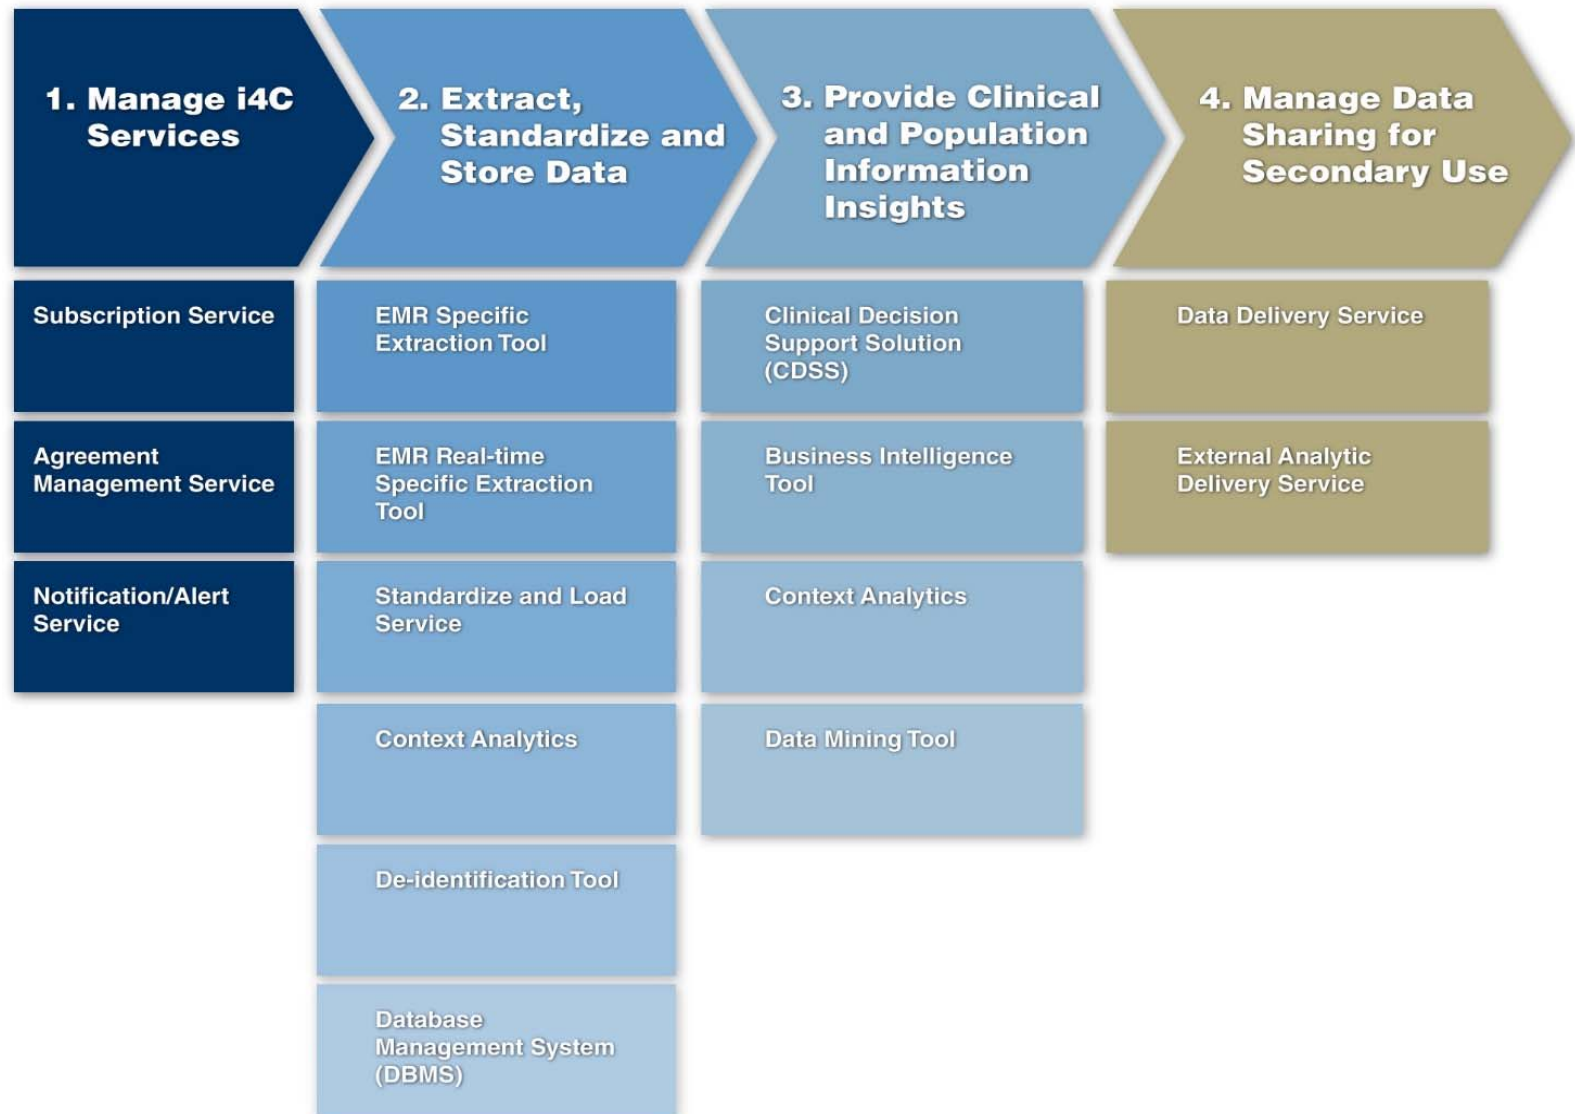 1. Manage i4C
Services
2. Extract,
Standardize and
Store Data
3. Provide Clinical
and Population
Information
Insights
4. Manage Data
Sharing for
Secondary Use
Subscription Service
Agreement
Management Service
Notification/Alert
Service
EMR Specific
Extraction Tool
EMR Real-time
Specific Extraction
Tool
Standardize and Load
Service
Context Analytics
De-identification Tool
Database
Management System
(DBMS)
Clinical Decision
Support Solution
(CDSS)
Business Intelligence
Tool
Context Analytics
Data Mining Tool
Data Delivery Service
External Analytic
Delivery Service